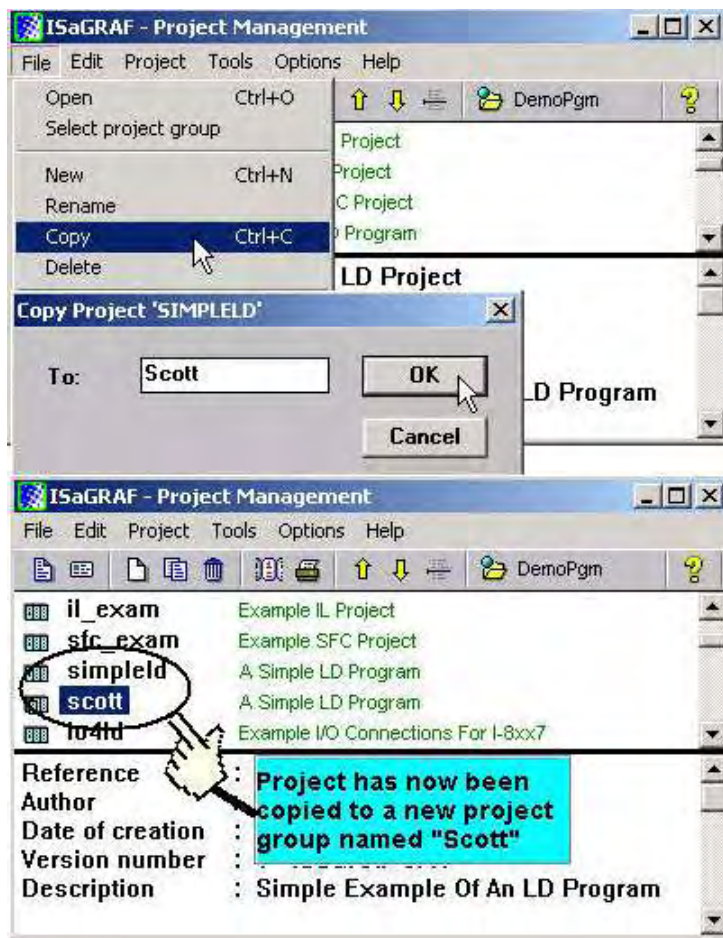 ISaGRAF - Project Management
File Edit Project Tools Options Help
Open Ctrl+O
DemoPgm
Select project group
Project
New Ctrl+N
Project
Rename
C Project
Copy Ctrl+C
Program
Delete
LD Project
Copy Project 'SIMPLELD'
To: Scott
OK
LD Program
Cancel
ISaGRAF - Project Management
File Edit Project Tools Options Help
DemoPgm
il_exam Example IL Project
sfc_exam Example SFC Project
simpleld A Simple LD Program
scott A Simple LD Program
io4ld Example I/O Connections For I-8xx7
Reference :
Author
Date of creation :
Version number :
Description : Simple Example Of An LD Program
Project has now been
copied to a new project
group named "Scott"